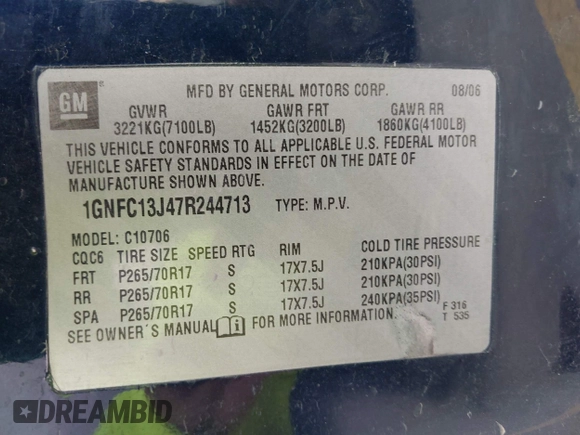 GM
MFD BY GENERAL MOTORS CORP. 08/06
GVWR GAWR FRT GAWR RR
3221KG(7100LB) 1452KG(3200LB) 1860KG(4100LB)
THIS VEHICLE CONFORMS TO ALL APPLICABLE U.S. FEDERAL MOTOR
VEHICLE SAFETY STANDARDS IN EFFECT ON THE DATE OF
MANUFACTURE SHOWN ABOVE.
1GNFC13J47R244713 TYPE: M.P.V.
MODEL: C10706
CQC6 TIRE SIZE SPEED RTG RIM COLD TIRE PRESSURE
FRT P265/70R17 S 17X7.5J 210KPA(30PSI)
RR P265/70R17 S 17X7.5J 210KPA(30PSI)
SPA P265/70R17 S 17X7.5J 240KPA(35PSI)
F 316
SEE OWNER'S MANUAL i FOR MORE INFORMATION. T 535
DREAMBID